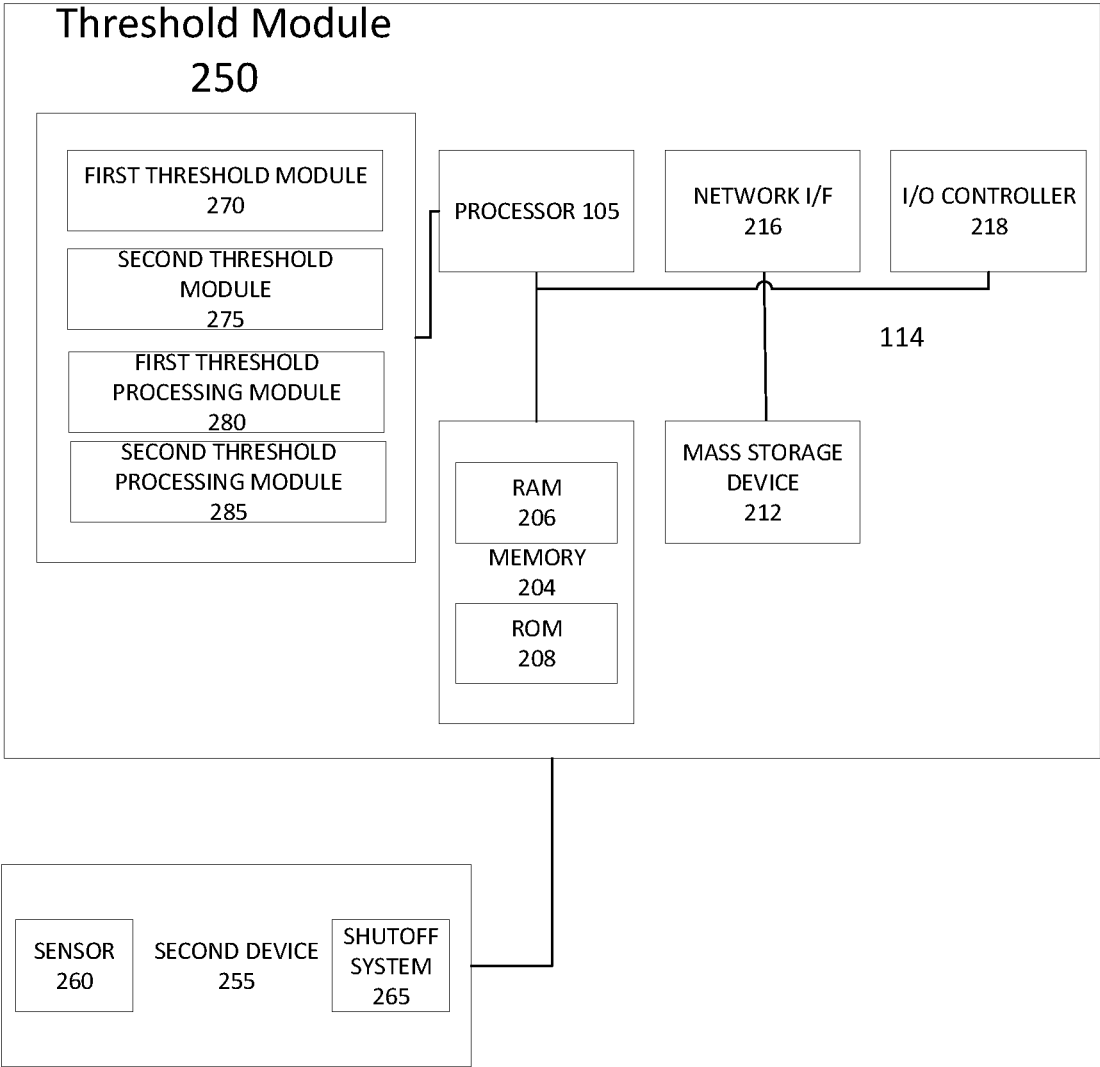 Threshold Module
250
FIRST THRESHOLD MODULE
270
SECOND THRESHOLD
MODULE
275
FIRST THRESHOLD
PROCESSING MODULE
280
SECOND THRESHOLD
PROCESSING MODULE
285
PROCESSOR 105
NETWORK I/F
216
I/O CONTROLLER
218
114
RAM
206
MEMORY
204
ROM
208
MASS STORAGE
DEVICE
212
SENSOR
260
SECOND DEVICE
255
SHUTOFF
SYSTEM
265